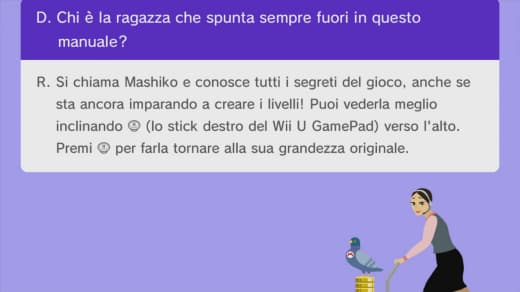 D. Chi è la ragazza che spunta sempre fuori in questo
manuale?
R. Si chiama Mashiko e conosce tutti i segreti del gioco, anche se
sta ancora imparando a creare i livelli! Puoi vederla meglio
inclinando Ⓡ (lo stick destro del Wii U GamePad) verso l'alto.
Premi Ⓡ per farla tornare alla sua grandezza originale.